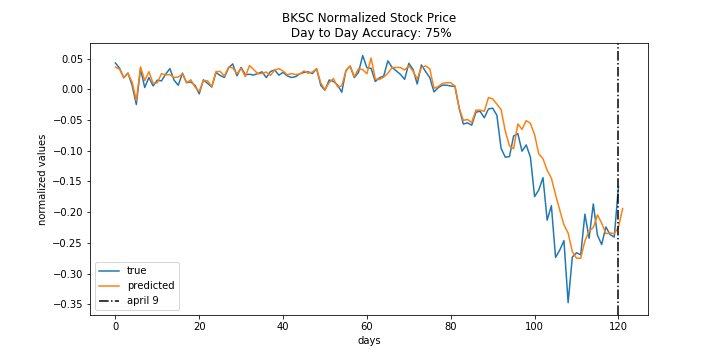 BKSC Normalized Stock Price
Day to Day Accuracy: 75%
normalized values
0.05
0.00
−0.05
−0.10
−0.15
−0.20
−0.25
−0.30
−0.35
true
predicted
april 9
0 20 40 60 80 100 120
days